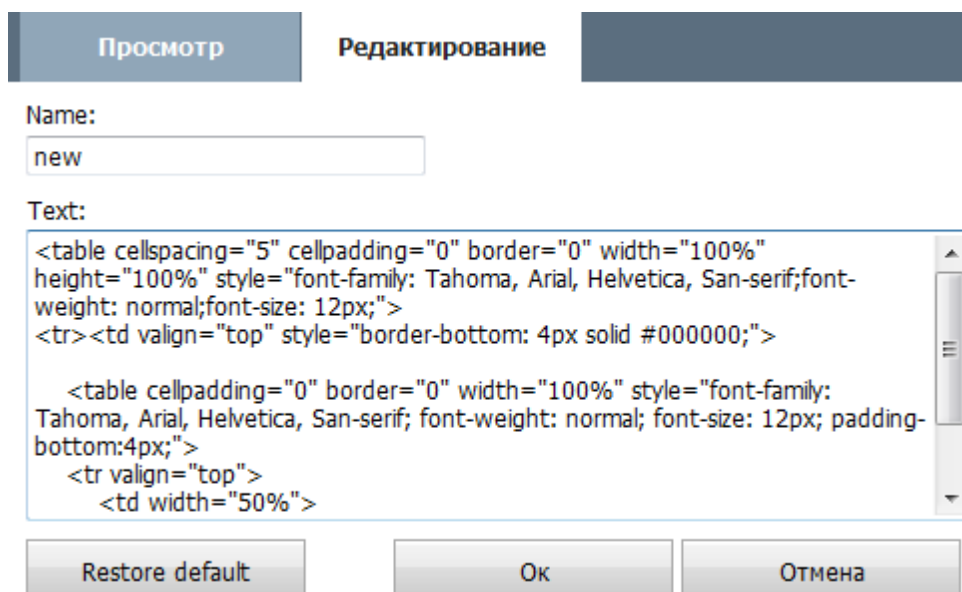 Просмотр Редактирование
Name:
new
Text:
<table cellspacing="5" cellpadding="0" border="0" width="100%"
height="100%" style="font-family: Tahoma, Arial, Helvetica, San-serif;font-
weight: normal;font-size: 12px;">
<tr><td valign="top" style="border-bottom: 4px solid #000000;">
<table cellpadding="0" border="0" width="100%" style="font-family:
Tahoma, Arial, Helvetica, San-serif; font-weight: normal; font-size: 12px; padding-
bottom:4px;">
<tr valign="top">
<td width="50%">
Restore default Ок Отмена